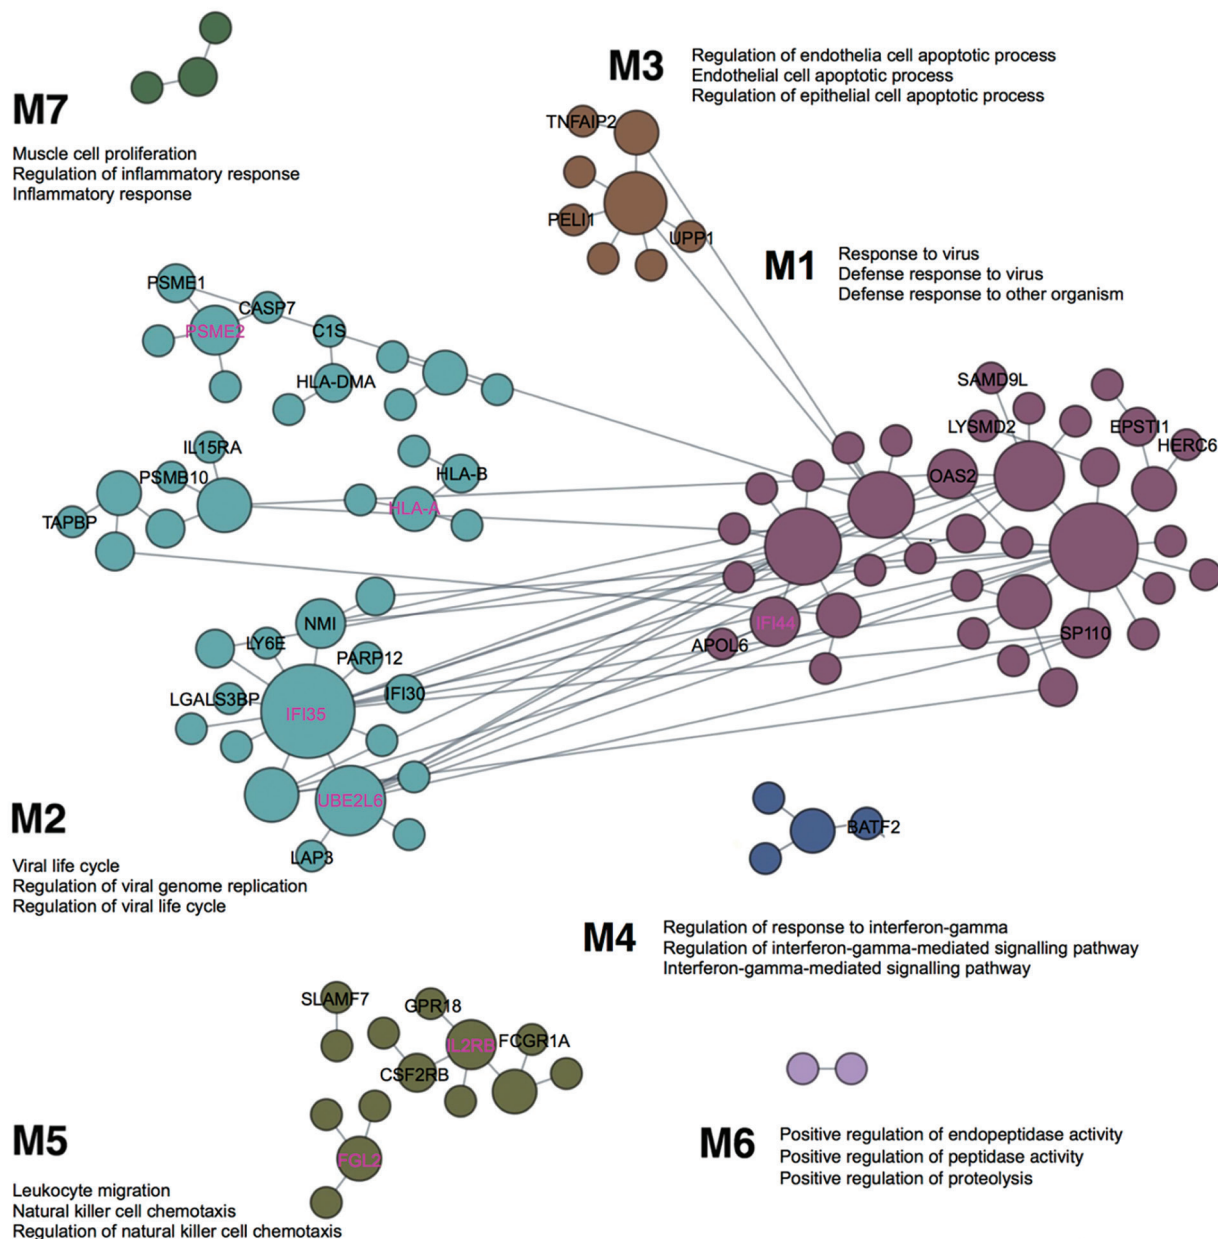 M7
Muscle cell proliferation
Regulation of inflammatory response
Inflammatory response
M3
Regulation of endothelia cell apoptotic process
Endothelial cell apoptotic process
Regulation of epithelial cell apoptotic process
TNFAIP2
PELI1
UPP1
M1
Response to virus
Defense response to virus
Defense response to other organism
PSME1
CASP7
PSME2
C1S
HLA-DMA
SAMD9L
LYSMD2
EPSTI1
HERC6
OAS2
IL15RA
PSMB10
HLA-B
HLA-A
TAPBP
NMI
LY6E
PARP12
IFI30
LGALS3BP
IFI35
IFI44
APOL6
SP110
UBE2L6
LAP3
M2
Viral life cycle
Regulation of viral genome replication
Regulation of viral life cycle
BATF2
M4
Regulation of response to interferon-gamma
Regulation of interferon-gamma-mediated signalling pathway
Interferon-gamma-mediated signalling pathway
SLAMF7
GPR18
IL2RB
FCGR1A
CSF2RB
FGL2
M5
Leukocyte migration
Natural killer cell chemotaxis
Regulation of natural killer cell chemotaxis
M6
Positive regulation of endopeptidase activity
Positive regulation of peptidase activity
Positive regulation of proteolysis